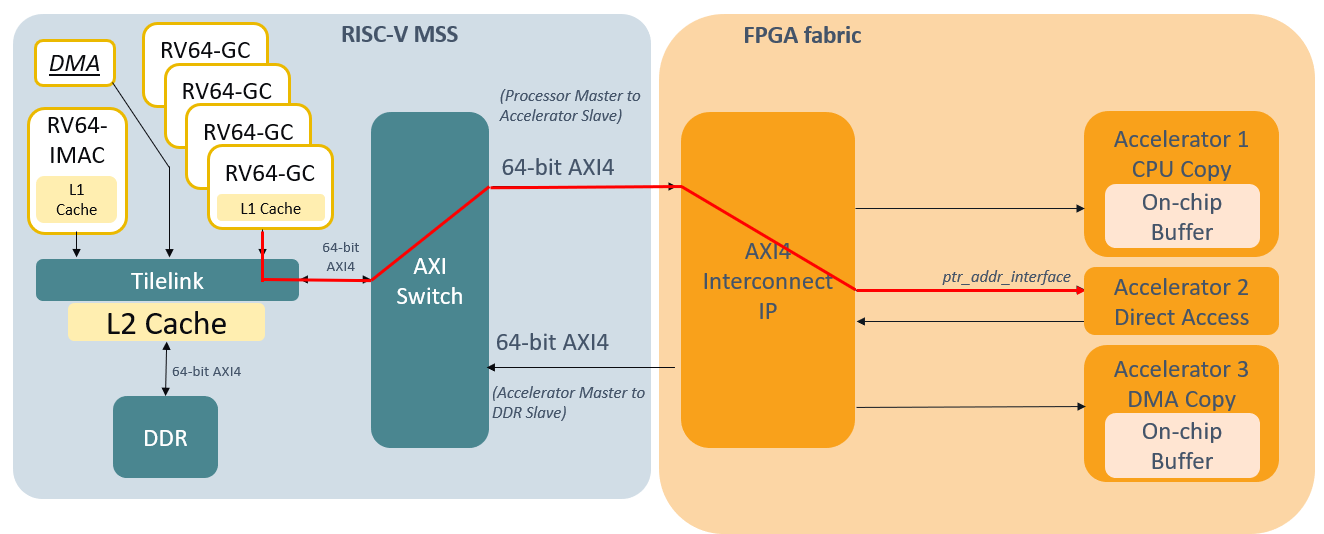 RISC-V MSS
FPGA fabric
DMA
RV64-GC
RV64-GC
RV64-GC
RV64-GC
L1 Cache
RV64-
IMAC
L1
Cache
64-bit
AXI4
Tilelink
L2 Cache
64-bit AXI4
DDR
AXI
Switch
(Processor Master to
Accelerator Slave)
64-bit AXI4
64-bit AXI4
(Accelerator Master to
DDR Slave)
AXI4
Interconnect
IP
ptr_addr_interface
Accelerator 1
CPU Copy
On-chip
Buffer
Accelerator 2
Direct Access
Accelerator 3
DMA Copy
On-chip
Buffer